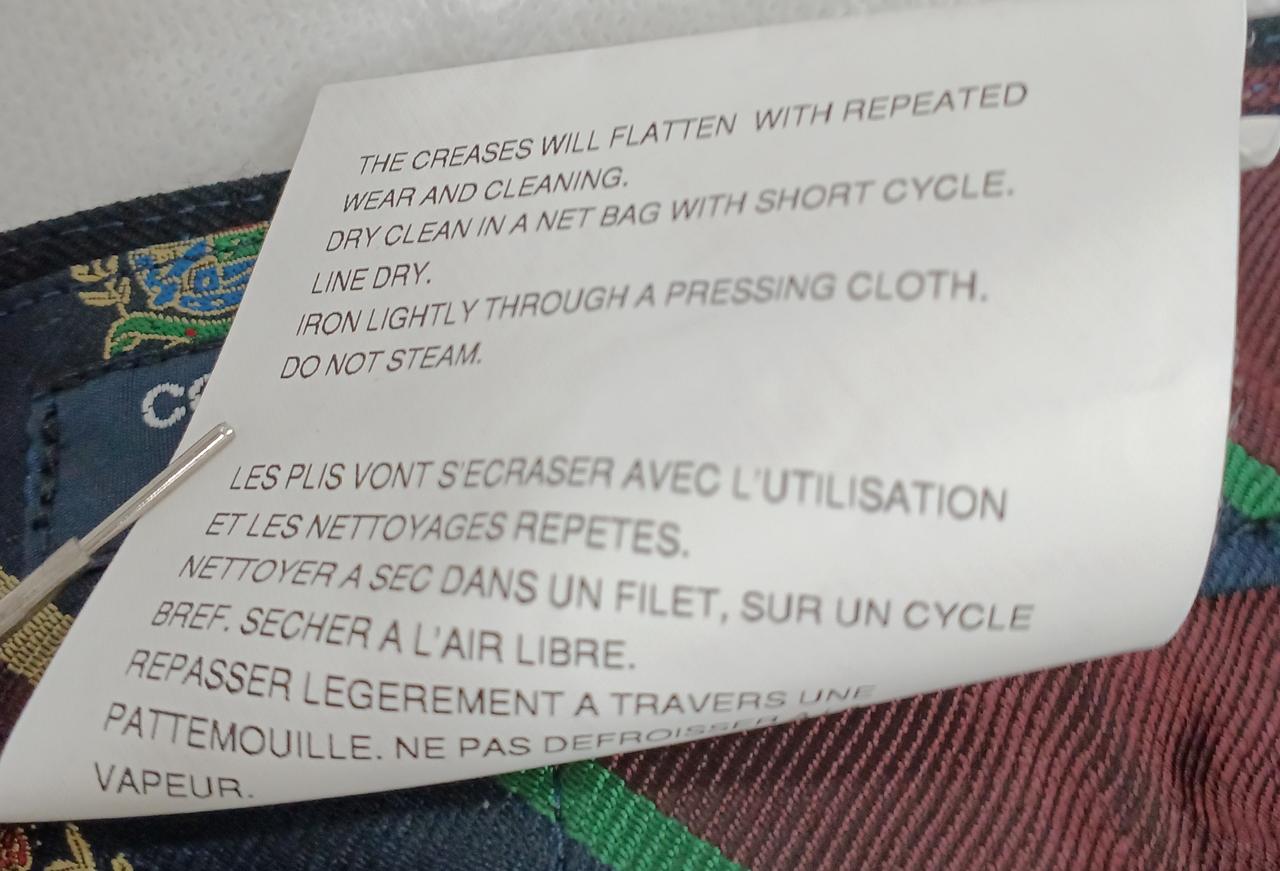 THE CREASES WILL FLATTEN WITH REPEATED
WEAR AND CLEANING.
DRY CLEAN IN A NET BAG WITH SHORT CYCLE.
LINE DRY.
IRON LIGHTLY THROUGH A PRESSING CLOTH.
DO NOT STEAM.
LES PLIS VONT S'ECRASER AVEC L'UTILISATION
ET LES NETTOYAGES REPETES.
NETTOYER A SEC DANS UN FILET, SUR UN CYCLE
BREF. SECHER A L'AIR LIBRE.
REPASSER LEGEREMENT A TRAVERS UNE
PATTEMOUILLE. NE PAS DEFROISSER
VAPEUR.